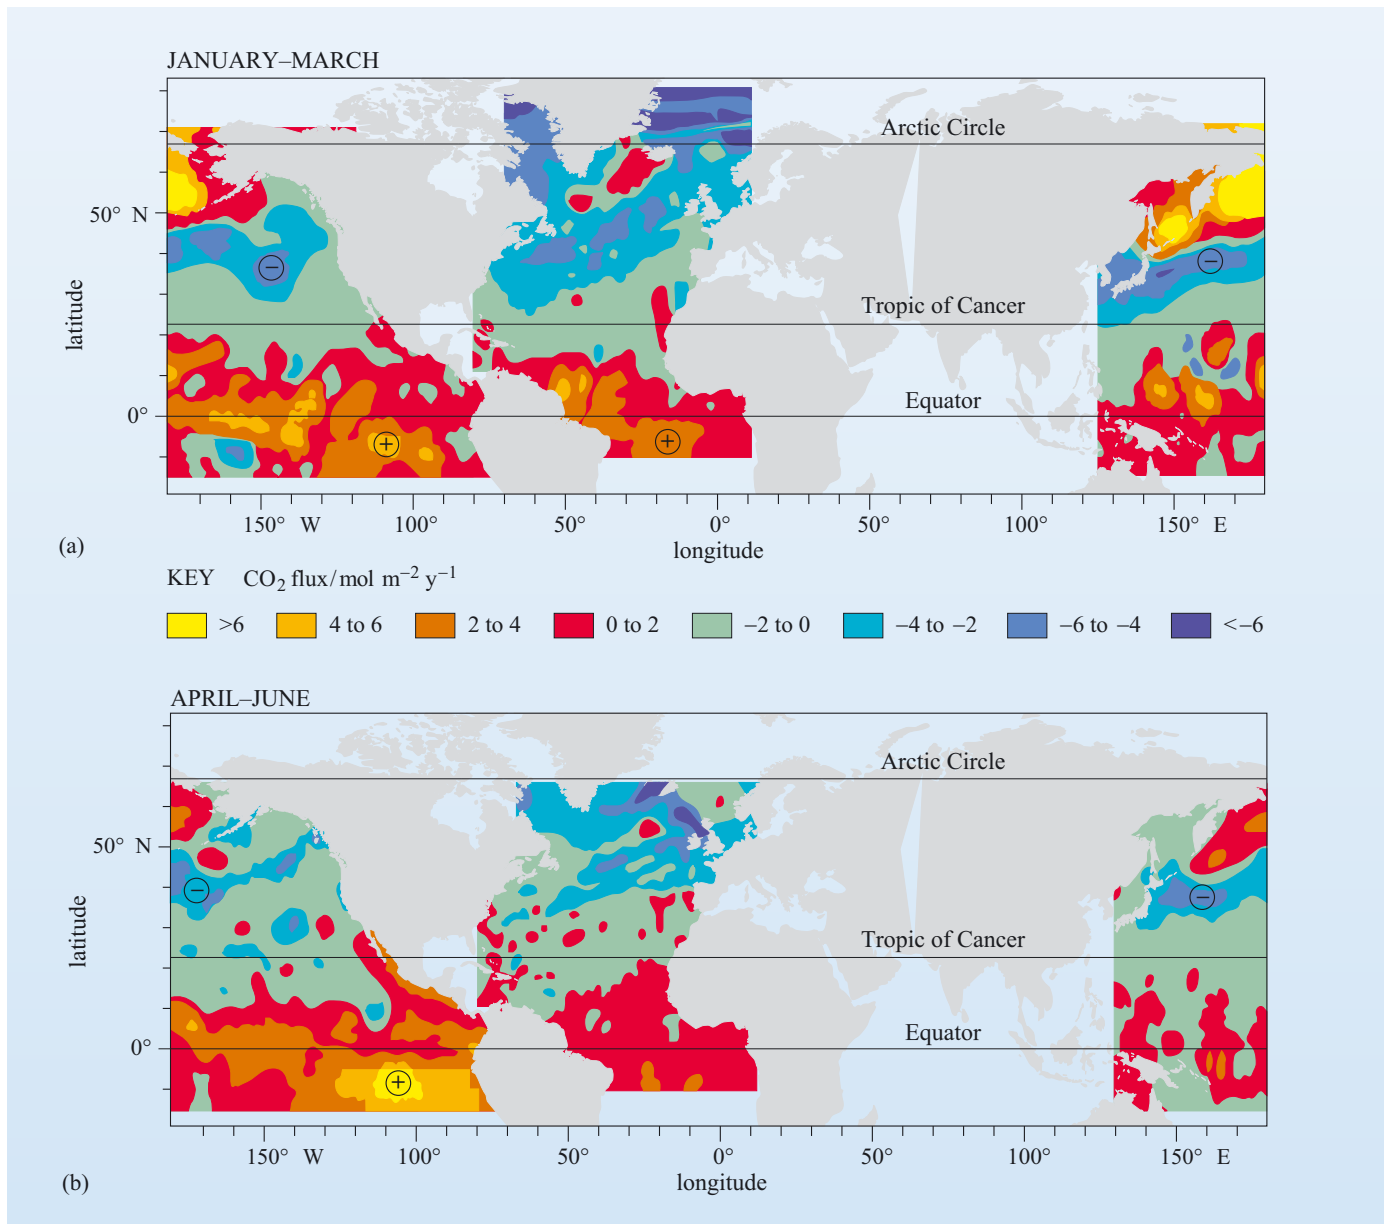 JANUARY–MARCH
Arctic Circle
50° N
Tropic of Cancer
latitude
Equator
0°
150° W 100° 50° 0° 50° 100° 150° E
longitude
(a)
KEY CO₂ flux/mol m⁻² y⁻¹
>6 4 to 6 2 to 4 0 to 2 –2 to 0 –4 to –2 –6 to –4 <–6
APRIL–JUNE
Arctic Circle
50° N
Tropic of Cancer
latitude
Equator
0°
150° W 100° 50° 0° 50° 100° 150° E
longitude
(b)